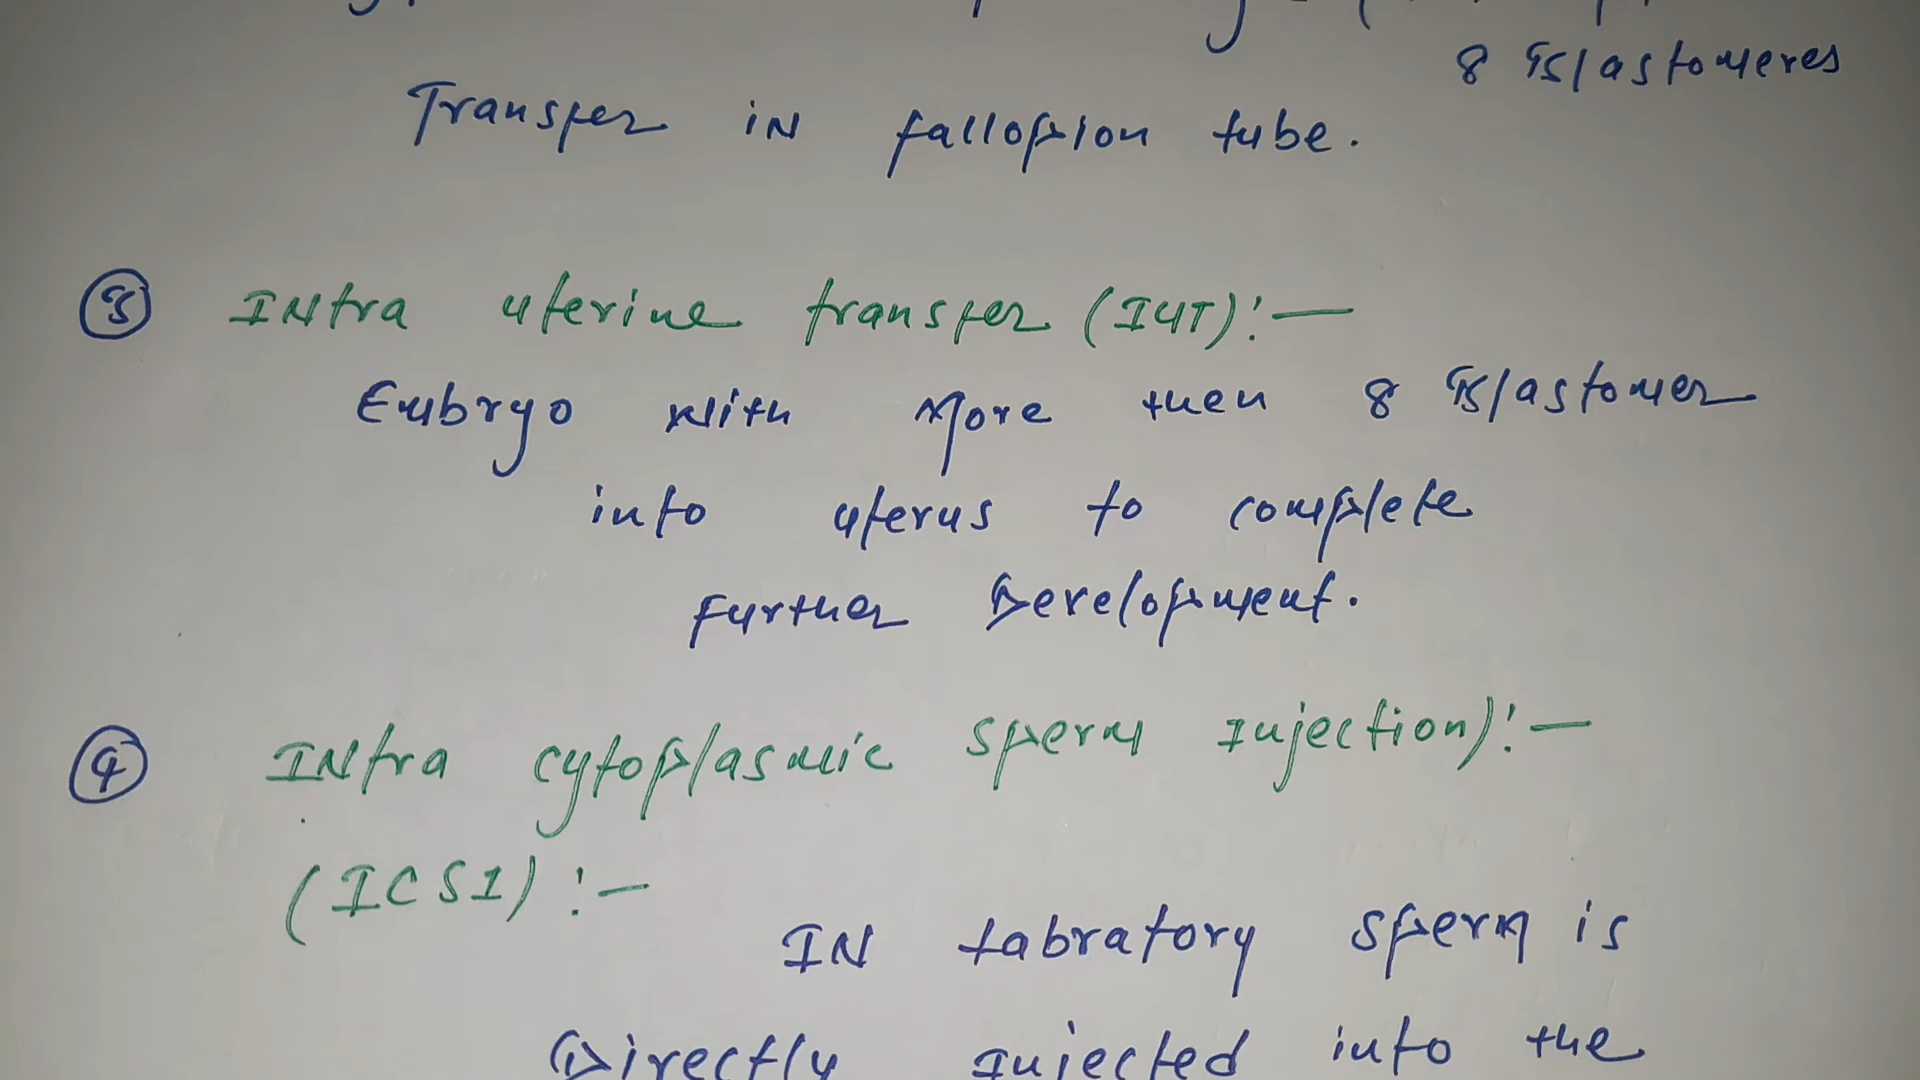 8 Blastomeres
Transfer in fallopion tube.
③ Intra uterine transfer (IUT):—
Embryo with More then 8 Blastomer
into uterus to complete
further Development.
④ Intra cytoplasmic sperm Injection):—
(ICSI) :—
IN Labratory sperm is
Directly Injected into the